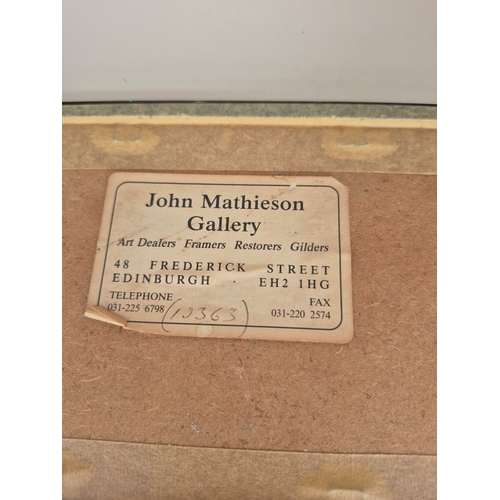 John Mathieson
Gallery
Art Dealers Framers Restorers Gilders
48 FREDERICK STREET
EDINBURGH · EH2 1HG
TELEPHONE FAX
031-225 6798 (19363) 031-220 2574